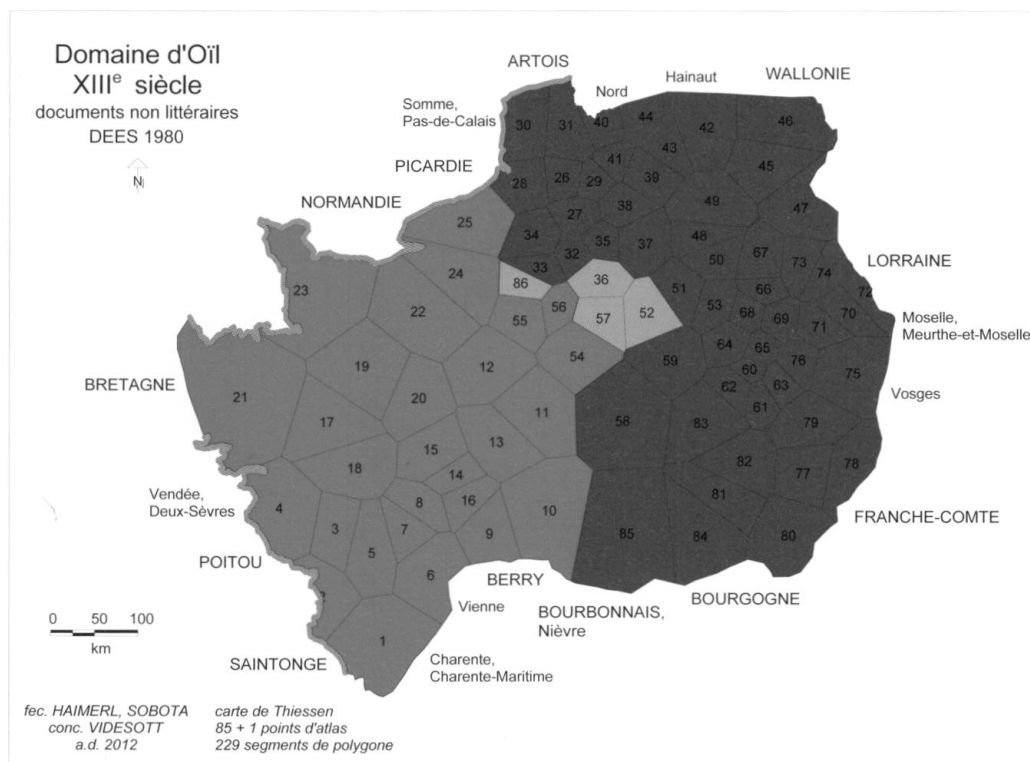 Domaine d'Oïl
XIIIe siècle
documents non littéraires
DEES 1980
N
ARTOIS
Nord
Hainaut
WALLONIE
Somme,
Pas-de-Calais
PICARDIE
NORMANDIE
LORRAINE
Moselle,
Meurthe-et-Moselle
Vosges
BRETAGNE
Vendée,
Deux-Sèvres
POITOU
FRANCHE-COMTE
BERRY
Vienne
BOURBONNAIS,
Nièvre
BOURGOGNE
SAINTONGE
Charente,
Charente-Maritime
30 31 40 44 42 46
41 43 45
28 26 29 39
25 27 38 49 47
34 35 37 48 67
32 50 73 74
24 33 86 36 51 66 72
23 22 55 56 57 52 53 68 69 70
71
19 12 54 59 64 65 76 75
21 20 60 63
62 61
17 11 58 83 79
15 13
18 14 82 77 78
4 3 8 16 10 81
5 7 9 85 84 80
6
2
1
0 50 100
km
fec. HAIMERL, SOBOTA
conc. VIDESOTT
a.d. 2012
carte de Thiessen
85 + 1 points d'atlas
229 segments de polygone